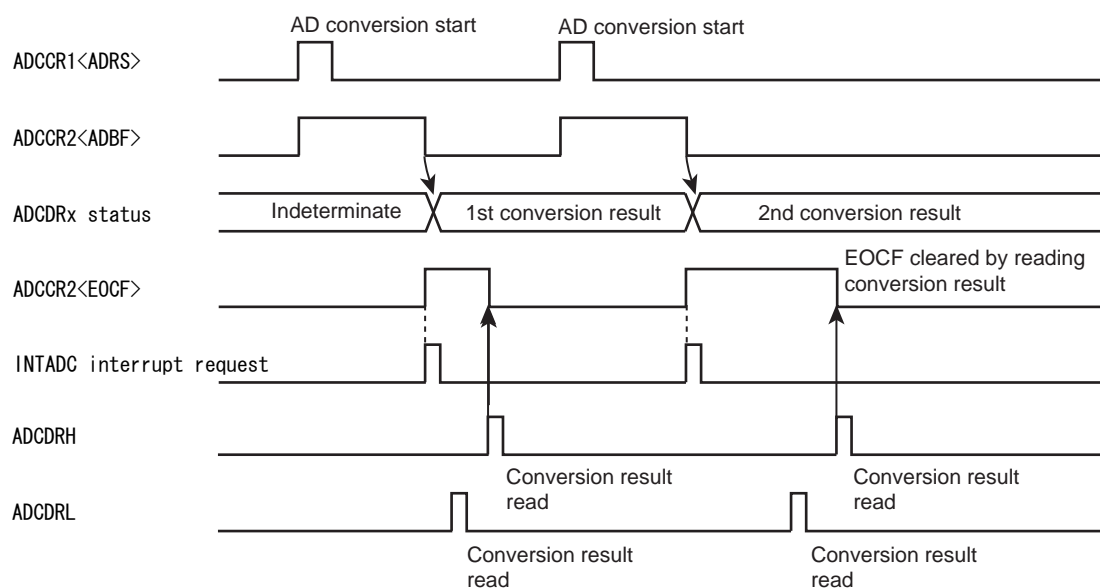 AD conversion start
AD conversion start
ADCCR1<ADRS>
ADCCR2<ADBF>
ADCDRx status
Indeterminate
1st conversion result
2nd conversion result
EOCF cleared by reading
conversion result
ADCCR2<EOCF>
INTADC interrupt request
ADCDRH
Conversion result
read
Conversion result
read
ADCDRL
Conversion result
read
Conversion result
read